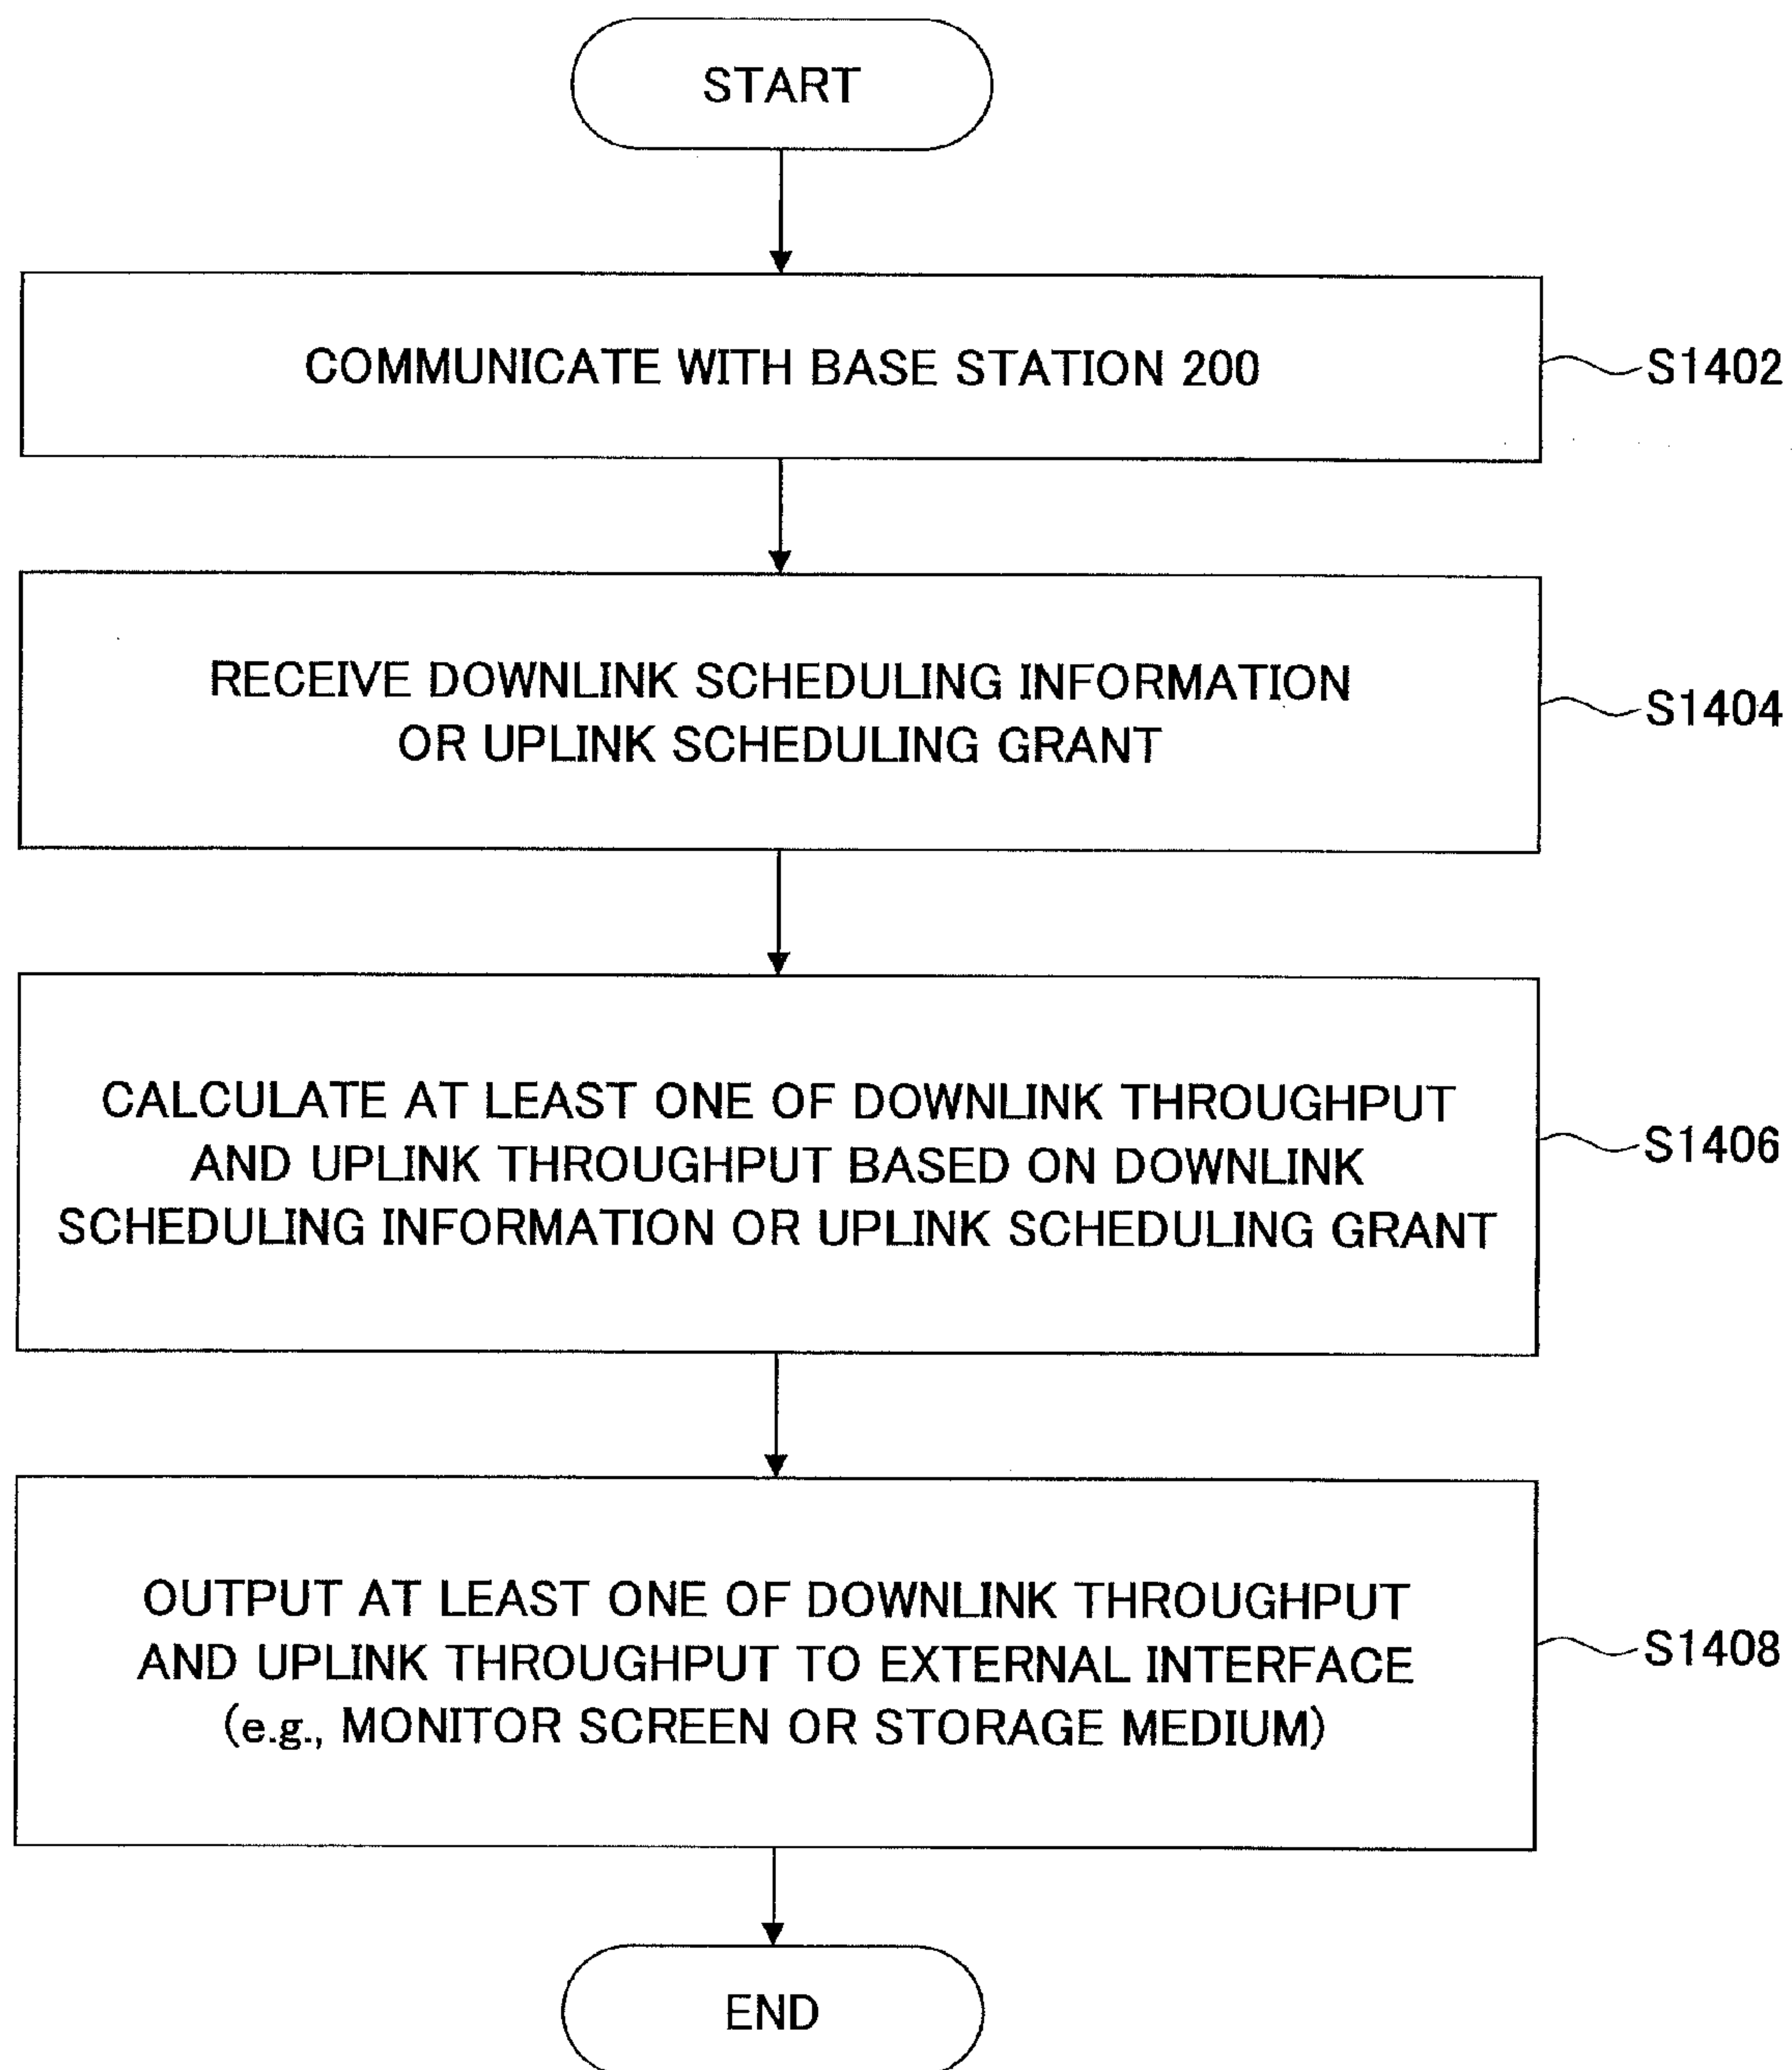 START
COMMUNICATE WITH BASE STATION 200
S1402
RECEIVE DOWNLINK SCHEDULING INFORMATION
OR UPLINK SCHEDULING GRANT
S1404
CALCULATE AT LEAST ONE OF DOWNLINK THROUGHPUT
AND UPLINK THROUGHPUT BASED ON DOWNLINK
SCHEDULING INFORMATION OR UPLINK SCHEDULING GRANT
S1406
OUTPUT AT LEAST ONE OF DOWNLINK THROUGHPUT
AND UPLINK THROUGHPUT TO EXTERNAL INTERFACE
(e.g., MONITOR SCREEN OR STORAGE MEDIUM)
S1408
END